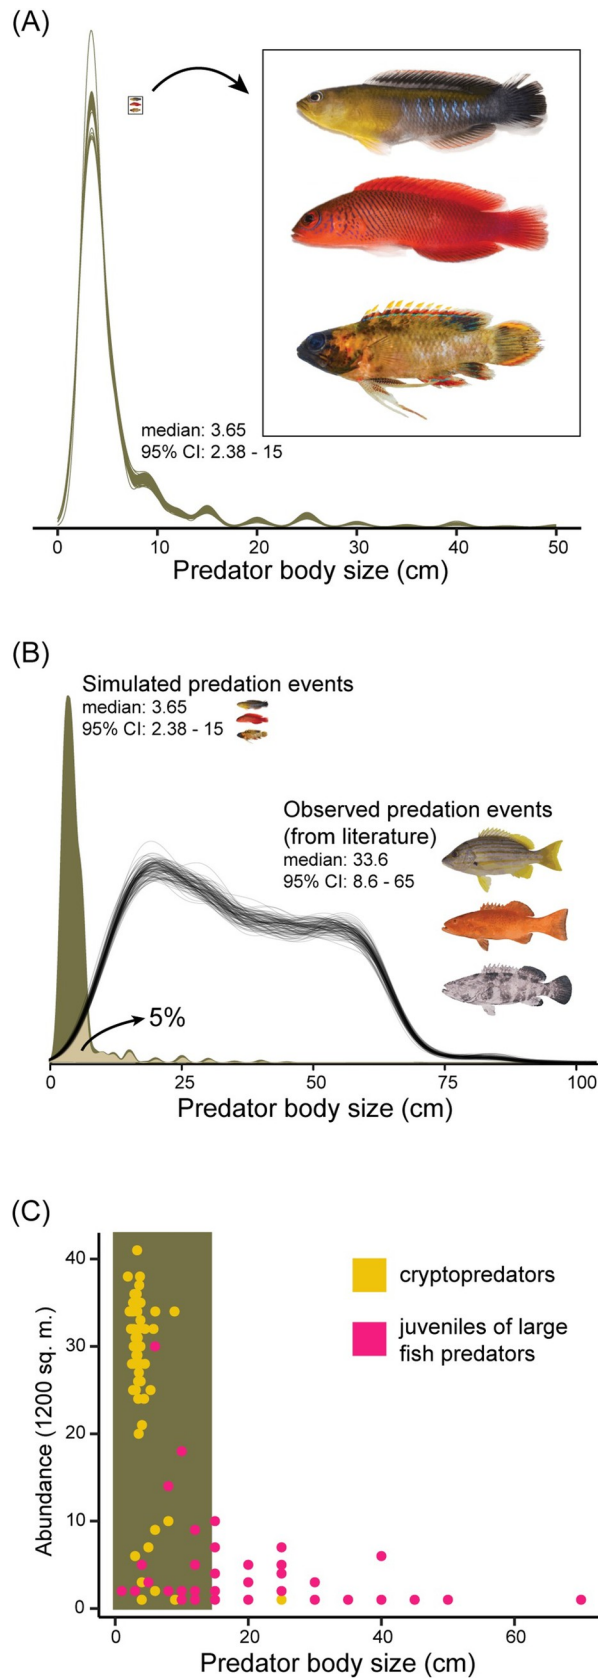 (A)
median: 3.65
95% CI: 2.38 - 15
0 10 20 30 40 50
Predator body size (cm)
(B)
Simulated predation events
median: 3.65
95% CI: 2.38 - 15
Observed predation events
(from literature)
median: 33.6
95% CI: 8.6 - 65
5%
0 25 50 75 100
Predator body size (cm)
(C)
Abundance (1200 sq. m.)
40
30
20
10
0
cryptopredators
juveniles of large
fish predators
0 20 40 60
Predator body size (cm)